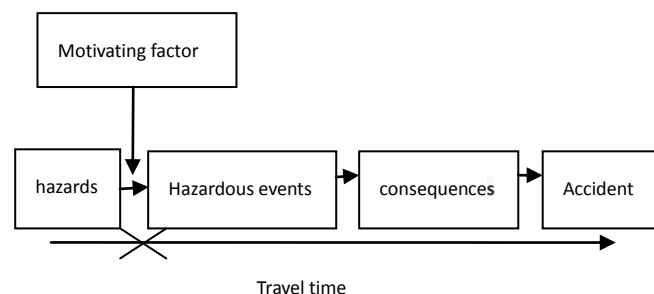 Motivating factor
hazards
Hazardous events
consequences
Accident
Travel time